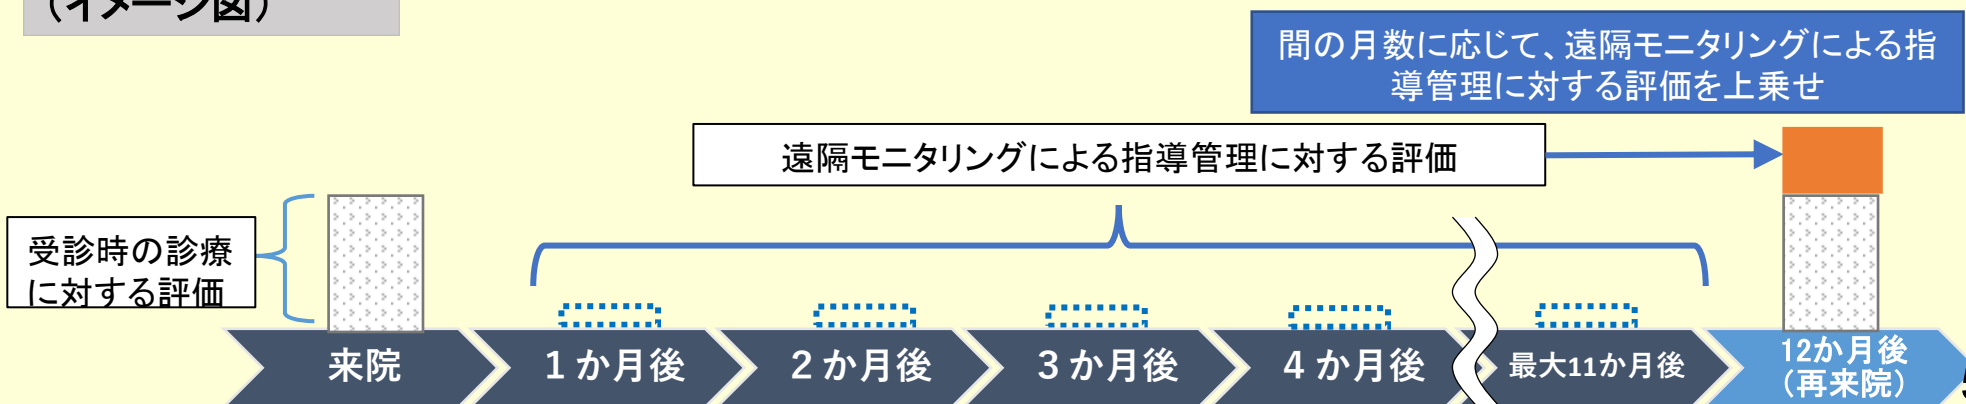 （イメージ図）
間の月数に応じて、遠隔モニタリングによる指
導管理に対する評価を上乗せ
遠隔モニタリングによる指導管理に対する評価
受診時の診療
に対する評価
来院
１か月後
２か月後
３か月後
４か月後
最大11か月後
12か月後
（再来院）